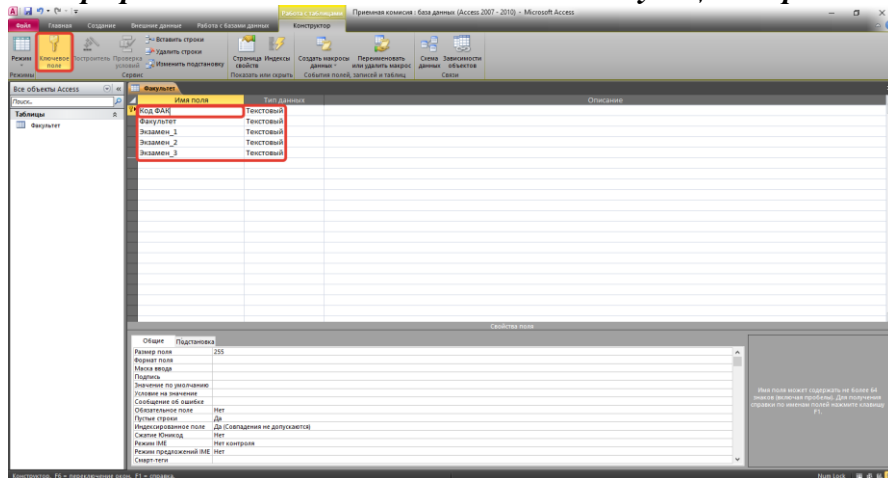 Работа с таблицами Приемная комисия : база данных (Access 2007 - 2010) - Microsoft Access
Файл Главная Создание Внешние данные Работа с базами данных Конструктор
Режим Ключевое поле Построитель Проверка условий
Вставить строки
Удалить строки
Изменить подстановку
Страница свойств Индексы Создать макросы данных Переименовать или удалить макрос Схема данных Зависимости объектов
Режимы Сервис Показать или скрыть События полей, записей и таблиц Связи
Все объекты Access Факультет
Поиск... Имя поля Тип данных Описание
Таблицы Код ФАК Текстовый
Факультет Факультет Текстовый
Экзамен_1 Текстовый
Экзамен_2 Текстовый
Экзамен_3 Текстовый
Свойства поля
Общие Подстановка
Размер поля 255
Формат поля
Маска ввода
Подпись
Значение по умолчанию
Условие на значение
Сообщение об ошибке
Обязательное поле Нет
Пустые строки Да
Индексированное поле Да (Совпадения не допускаются)
Сжатие Юникод Нет
Режим IME Нет контроля
Режим предложений IME Нет
Смарт-теги
Имя поля может содержать не более 64
знаков (включая пробелы). Для получения
справки по именам полей нажмите клавишу
F1.
Конструктор. F6 = переключение окон. F1 = справка. Num Lock